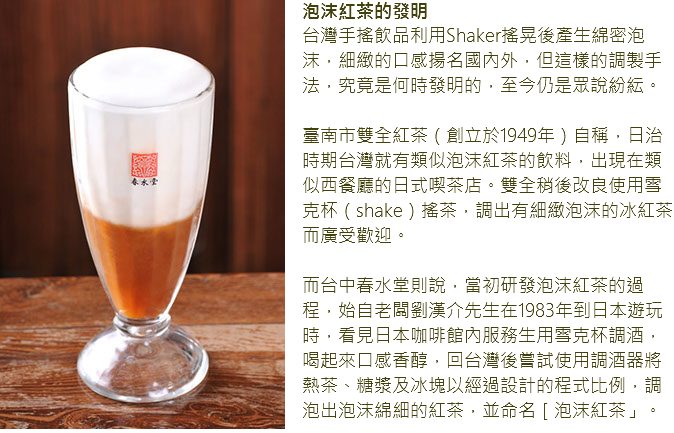 春水堂
泡沫紅茶的發明
台灣手搖飲品利用Shaker搖晃後產生綿密泡
沫，細緻的口感揚名國內外，但這樣的調製手
法，究竟是何時發明的，至今仍是眾說紛紜。
臺南市雙全紅茶（創立於1949年）自稱，日治
時期台灣就有類似泡沫紅茶的飲料，出現在類
似西餐廳的日式喫茶店。雙全稍後改良使用雪
克杯（shake）搖茶，調出有細緻泡沫的冰紅茶
而廣受歡迎。
而台中春水堂則說，當初研發泡沫紅茶的過
程，始自老闆劉漢介先生在1983年到日本遊玩
時，看見日本咖啡館內服務生用雪克杯調酒，
喝起來口感香醇，回台灣後嘗試使用調酒器將
熱茶、糖漿及冰塊以經過設計的程式比例，調
泡出泡沫綿細的紅茶，並命名［泡沫紅茶」。